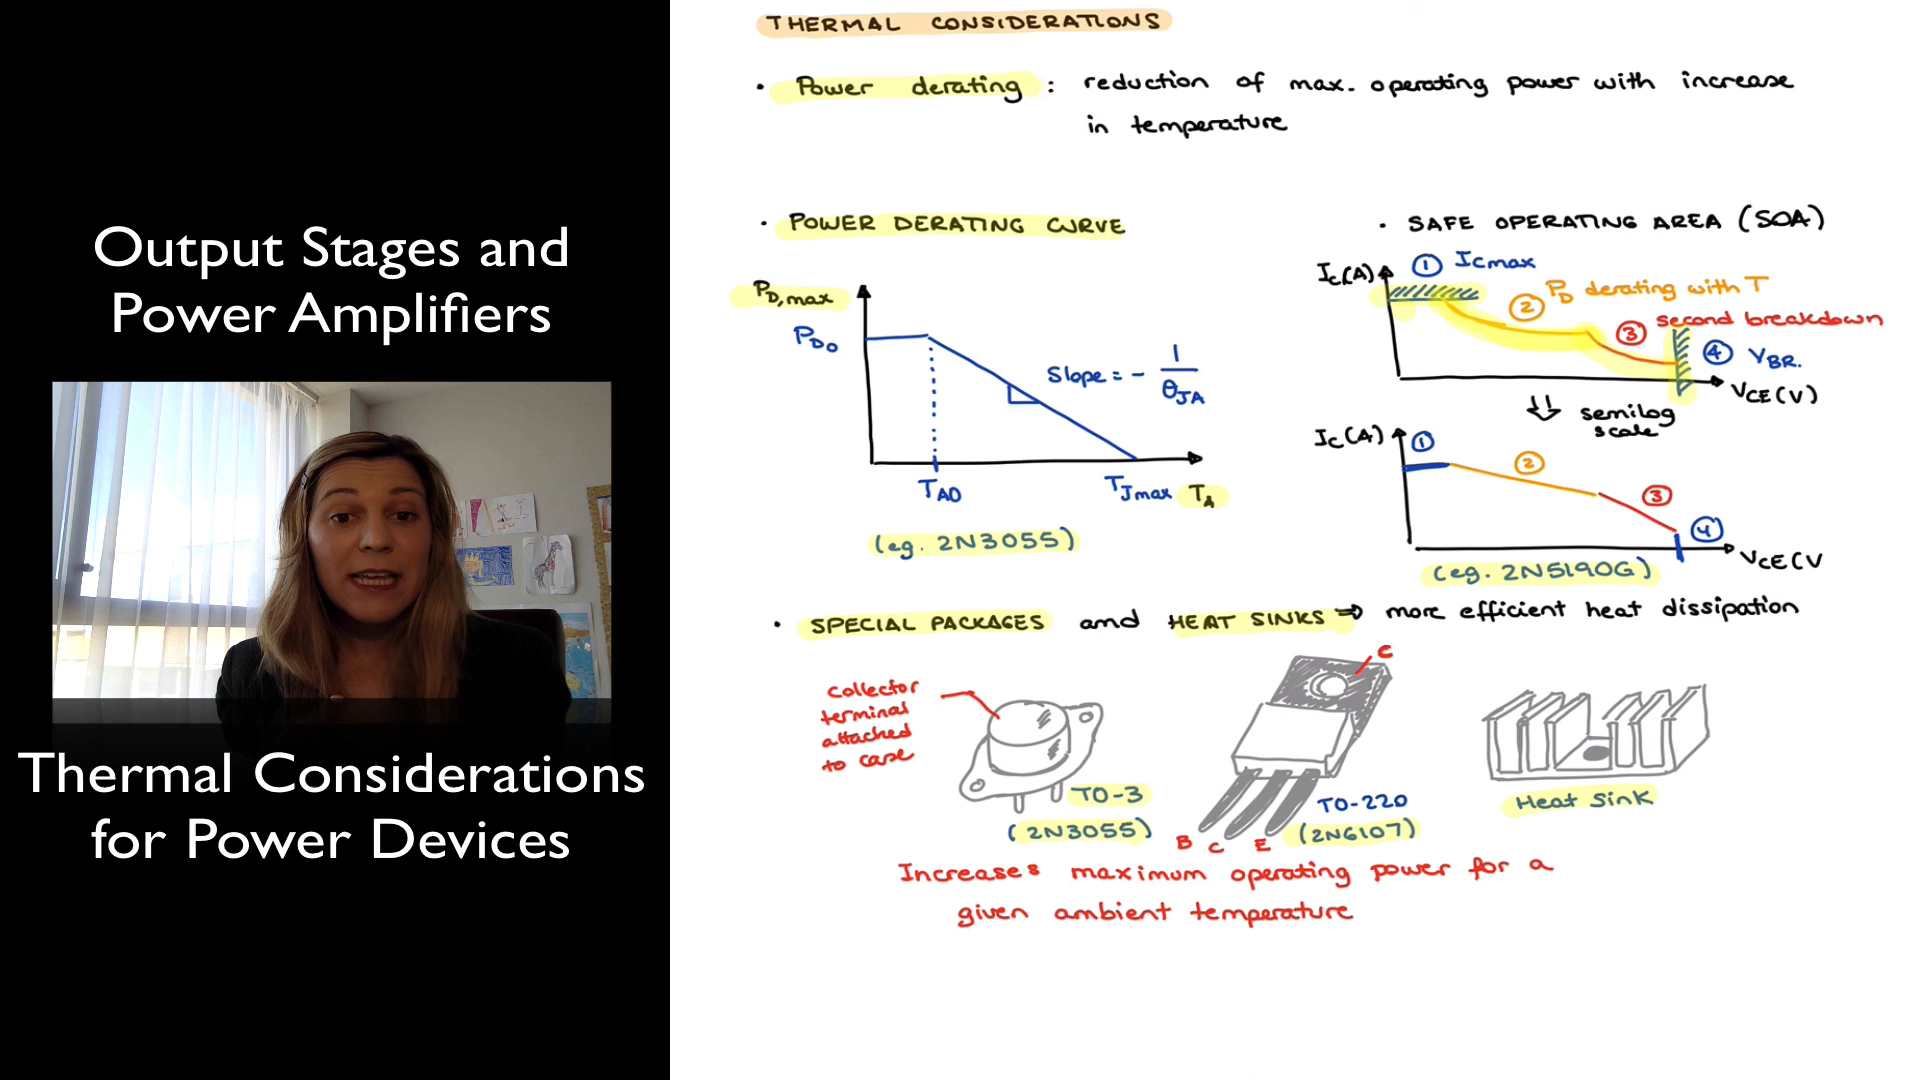 Output Stages and
Power Amplifiers
Thermal Considerations
for Power Devices
THERMAL CONSIDERATIONS
• Power derating : reduction of max. operating power with increase
in temperature
• POWER DERATING CURVE
PD,max
PDo
Slope = - 1/θJA
TAO
TJmax TA
(eg. 2N3055)
• SAFE OPERATING AREA (SOA)
Ic(A)
① Icmax
② PD derating with T
③ second breakdown
④ VBR.
VCE(V)
⇓ semilog
scale
Ic(A)
①
②
③
④
VCE(V
(eg. 2N5190G)
• SPECIAL PACKAGES and HEAT SINKS ⇒ more efficient heat dissipation
collector
terminal
attached
to case
TO-3
(2N3055)
C
B C E
TO-220
(2N6107)
Heat Sink
Increases maximum operating power for a
given ambient temperature